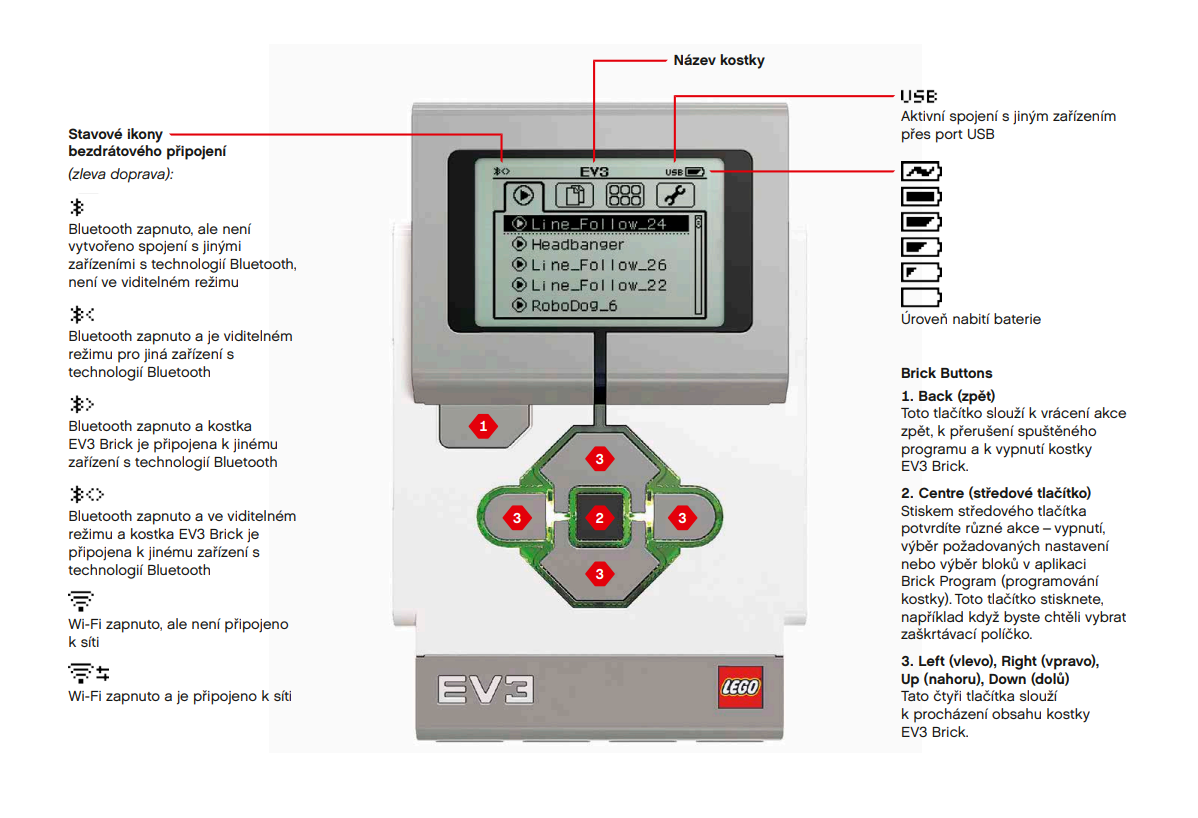 Název kostky
Stavové ikony
bezdrátového připojení
(zleva doprava):
Bluetooth zapnuto, ale není
vytvořeno spojení s jinými
zařízeními s technologií Bluetooth,
není ve viditelném režimu
Bluetooth zapnuto a je viditelném
režimu pro jiná zařízení s
technologií Bluetooth
Bluetooth zapnuto a kostka
EV3 Brick je připojena k jinému
zařízení s technologií Bluetooth
Bluetooth zapnuto a ve viditelném
režimu a kostka EV3 Brick je
připojena k jinému zařízení s
technologií Bluetooth
Wi-Fi zapnuto, ale není připojeno
k síti
Wi-Fi zapnuto a je připojeno k síti
EV3
USB
Line_Follow_24
Headbanger
Line_Follow_26
Line_Follow_22
RoboDog_6
1
3
3
2
3
3
EV3
LEGO
USB
Aktivní spojení s jiným zařízením
přes port USB
Úroveň nabití baterie
Brick Buttons
1. Back (zpět)
Toto tlačítko slouží k vrácení akce
zpět, k přerušení spuštěného
programu a k vypnutí kostky
EV3 Brick.
2. Centre (středové tlačítko)
Stiskem středového tlačítka
potvrdíte různé akce – vypnutí,
výběr požadovaných nastavení
nebo výběr bloků v aplikaci
Brick Program (programování
kostky). Toto tlačítko stisknete,
například když byste chtěli vybrat
zaškrtávací políčko.
3. Left (vlevo), Right (vpravo),
Up (nahoru), Down (dolů)
Tato čtyři tlačítka slouží
k procházení obsahu kostky
EV3 Brick.